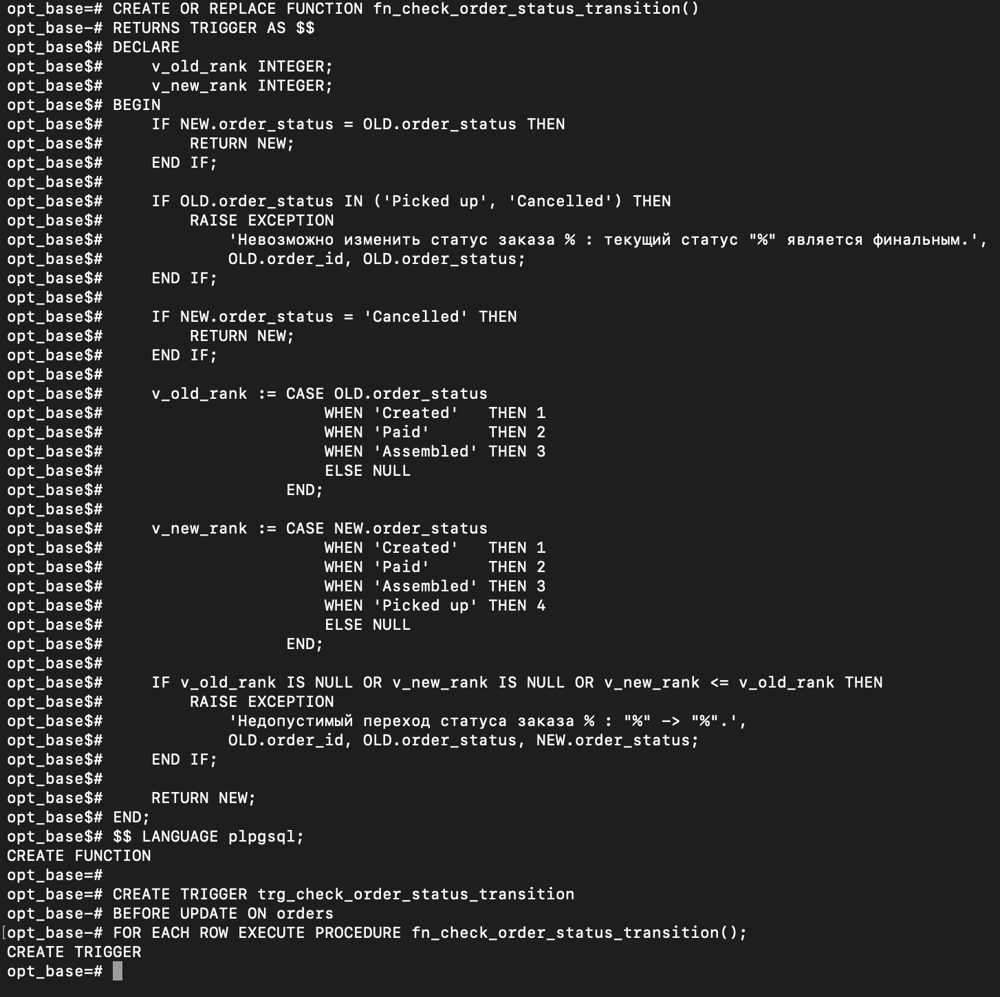 opt_base=# CREATE OR REPLACE FUNCTION fn_check_order_status_transition()
opt_base-# RETURNS TRIGGER AS $$
opt_base$# DECLARE
opt_base$#     v_old_rank INTEGER;
opt_base$#     v_new_rank INTEGER;
opt_base$# BEGIN
opt_base$#     IF NEW.order_status = OLD.order_status THEN
opt_base$#         RETURN NEW;
opt_base$#     END IF;
opt_base$#
opt_base$#     IF OLD.order_status IN ('Picked up', 'Cancelled') THEN
opt_base$#         RAISE EXCEPTION
opt_base$#             'Невозможно изменить статус заказа % : текущий статус "%" является финальным.',
opt_base$#             OLD.order_id, OLD.order_status;
opt_base$#     END IF;
opt_base$#
opt_base$#     IF NEW.order_status = 'Cancelled' THEN
opt_base$#         RETURN NEW;
opt_base$#     END IF;
opt_base$#
opt_base$#     v_old_rank := CASE OLD.order_status
opt_base$#                       WHEN 'Created'   THEN 1
opt_base$#                       WHEN 'Paid'      THEN 2
opt_base$#                       WHEN 'Assembled' THEN 3
opt_base$#                       ELSE NULL
opt_base$#                   END;
opt_base$#
opt_base$#     v_new_rank := CASE NEW.order_status
opt_base$#                       WHEN 'Created'   THEN 1
opt_base$#                       WHEN 'Paid'      THEN 2
opt_base$#                       WHEN 'Assembled' THEN 3
opt_base$#                       WHEN 'Picked up' THEN 4
opt_base$#                       ELSE NULL
opt_base$#                   END;
opt_base$#
opt_base$#     IF v_old_rank IS NULL OR v_new_rank IS NULL OR v_new_rank <= v_old_rank THEN
opt_base$#         RAISE EXCEPTION
opt_base$#             'Недопустимый переход статуса заказа % : "%" -> "%".',
opt_base$#             OLD.order_id, OLD.order_status, NEW.order_status;
opt_base$#     END IF;
opt_base$#
opt_base$#     RETURN NEW;
opt_base$# END;
opt_base$# $$ LANGUAGE plpgsql;
CREATE FUNCTION
opt_base=#
opt_base=# CREATE TRIGGER trg_check_order_status_transition
opt_base-# BEFORE UPDATE ON orders
[opt_base-# FOR EACH ROW EXECUTE PROCEDURE fn_check_order_status_transition();
CREATE TRIGGER
opt_base=#